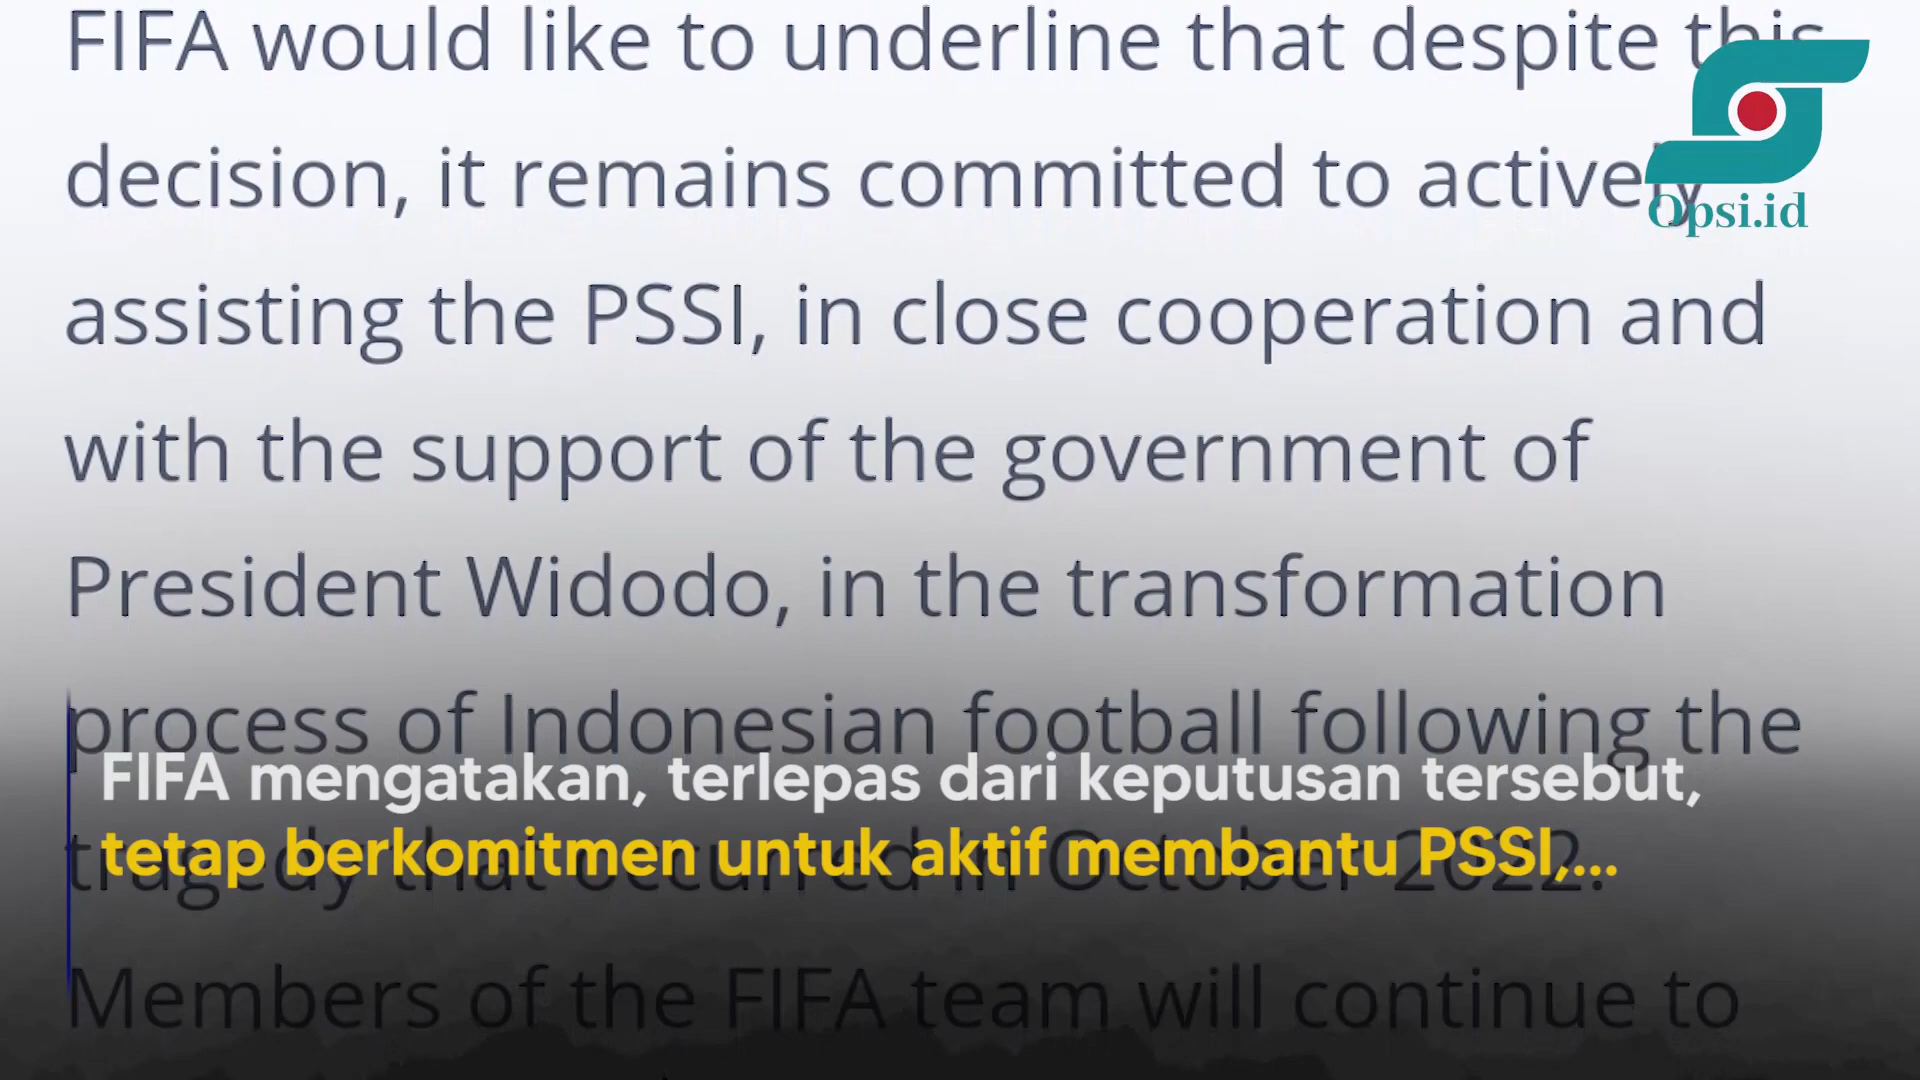 FIFA would like to underline that despite this
decision, it remains committed to actively
Opsi.id
assisting the PSSI, in close cooperation and
with the support of the government of
President Widodo, in the transformation
process of Indonesian football following the
FIFA mengatakan, terlepas dari keputusan tersebut,
tragedy that occurred in October 2022.
tetap berkomitmen untuk aktif membantu PSSI,...
Members of the FIFA team will continue to